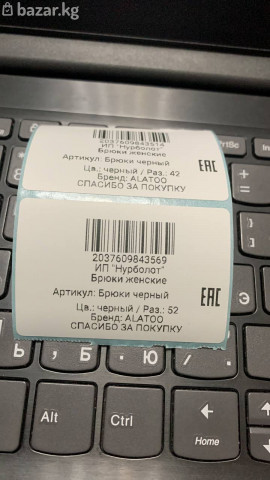 bazar.kg
PrtSc
2037609843514
ИП "Нурболот"
Брюки женские
Артикул: Брюки черный
Цв.: черный / Раз.: 42
Бренд: ALATOO
СПАСИБО ЗА ПОКУПКУ
EAC
2037609843569
ИП "Нурболот"
Брюки женские
Артикул: Брюки черный
Цв.: черный / Раз.: 52
Бренд: ALATOO
СПАСИБО ЗА ПОКУПКУ
EAC
Ь
Б
Ю
Alt
Ctrl
Home